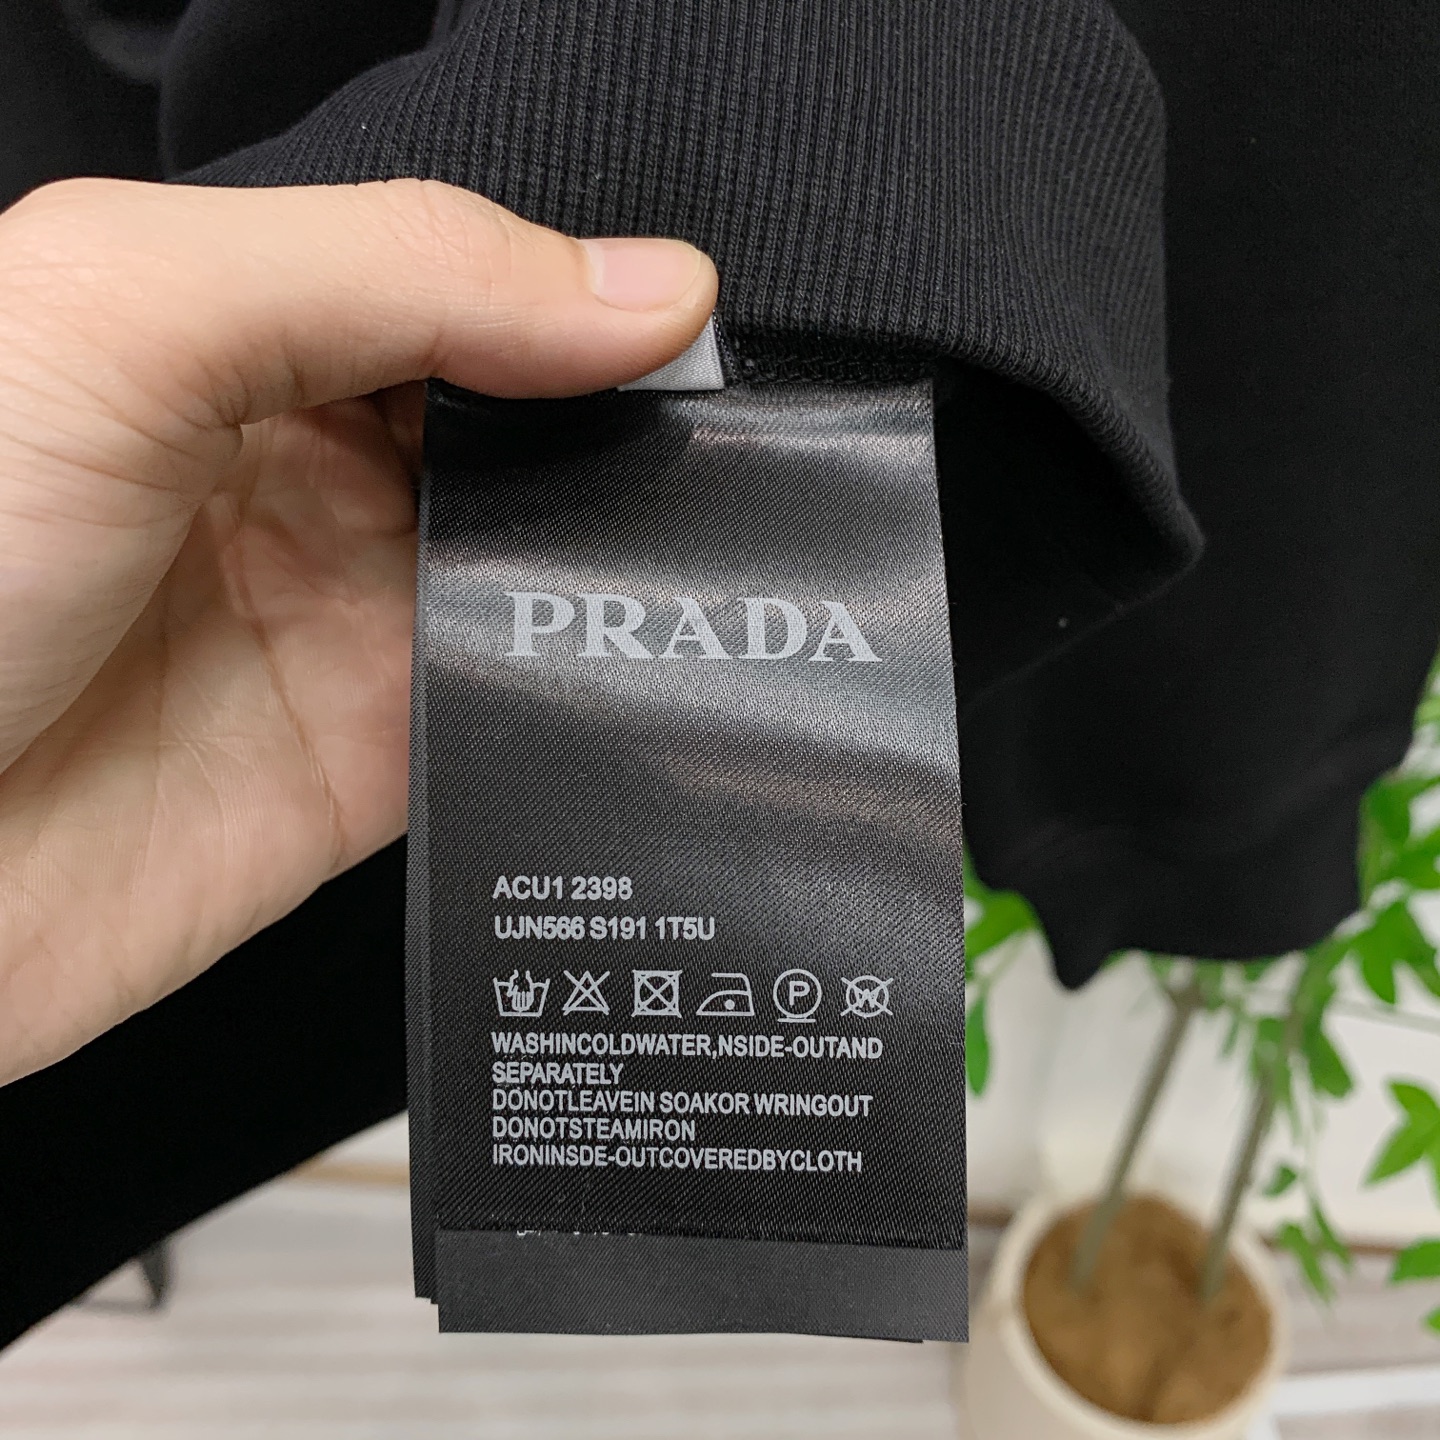 PRADA
ACU1 2398
UJN566 S191 1T5U
P
W
WASHINCOLDWATER,NSIDE-OUTAND
SEPARATELY
DONOTLEAVEIN SOAKOR WRINGOUT
DONOTSTEAMIRON
IRONINSDE-OUTCOVEREDBYCLOTH